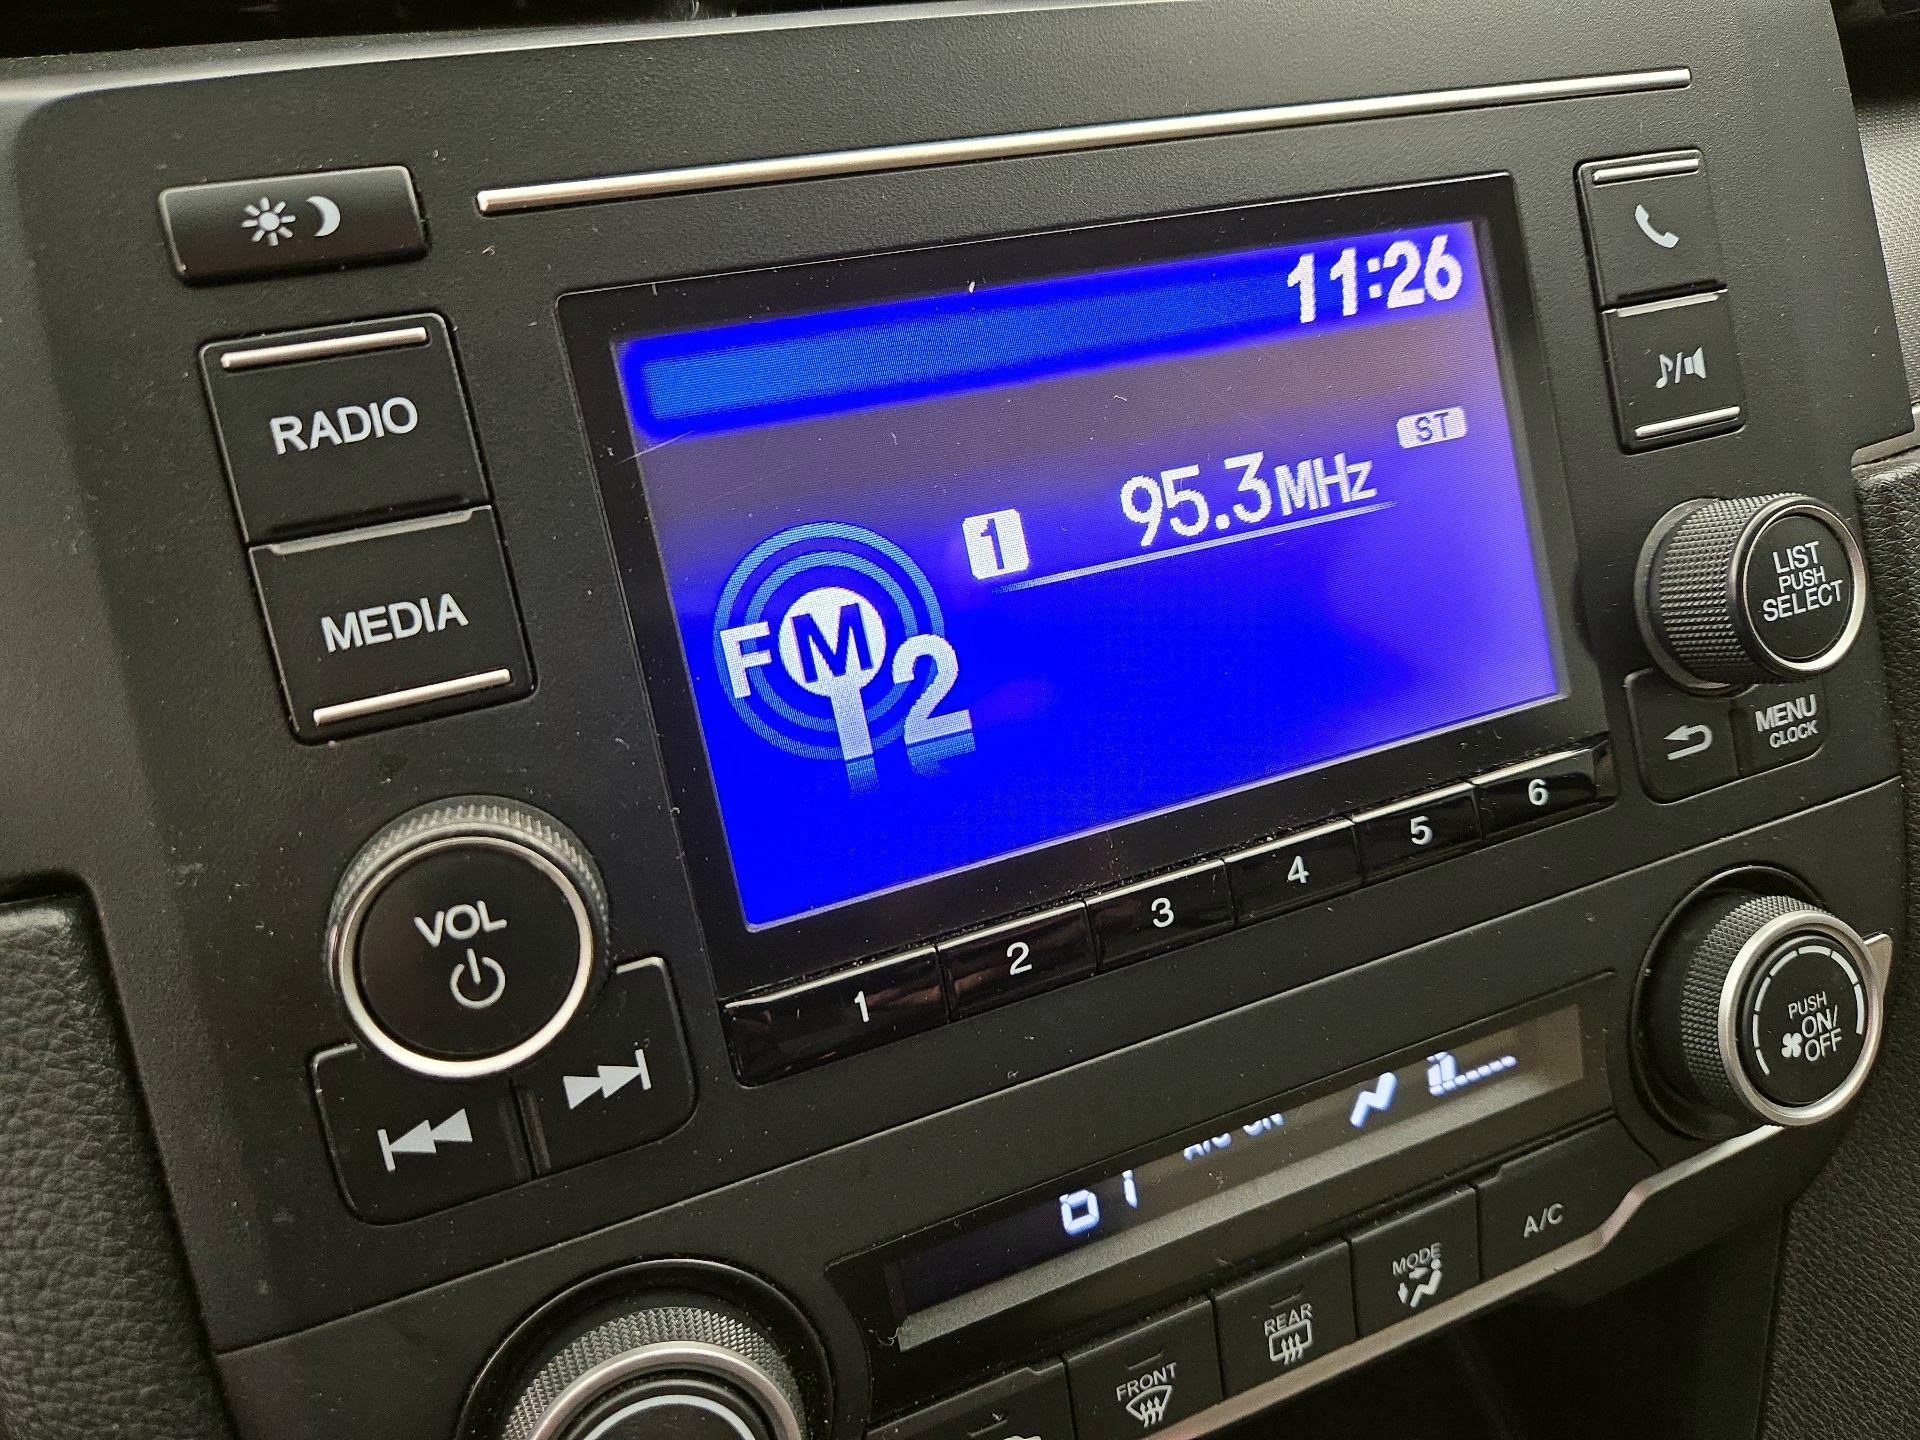 11:26
RADIO
ST
1 95.3MHz
MEDIA
FM 2
LIST
PUSH
SELECT
MENU
CLOCK
VOL
1 2 3 4 5 6
PUSH
ON/
OFF
A/C
MODE
REAR
FRONT